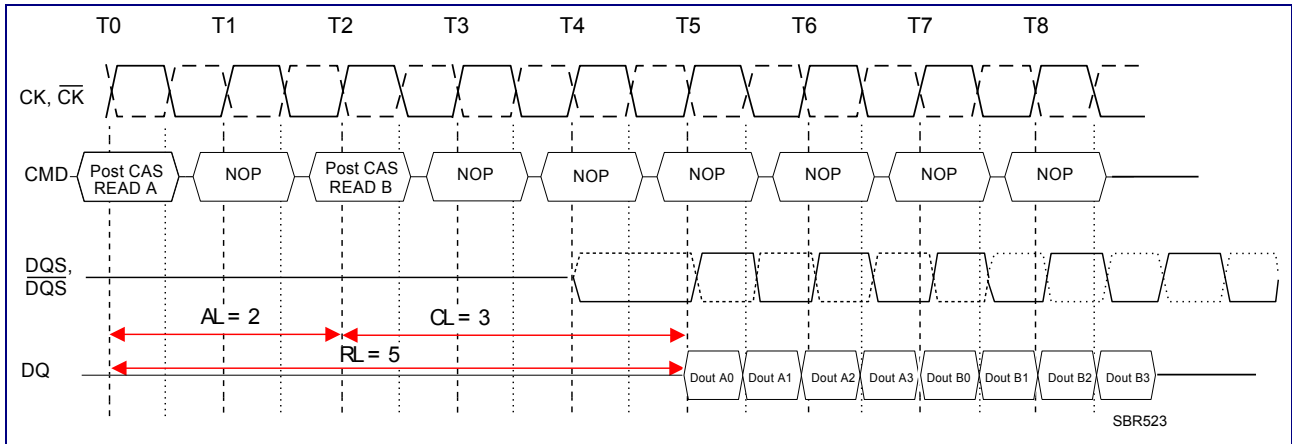 T0 T1 T2 T3 T4 T5 T6 T7 T8
CK, CK
CMD
Post CAS
READ A
NOP
Post CAS
READ B
NOP
NOP
NOP
NOP
NOP
NOP
DQS,
DQS
AL = 2
CL = 3
RL = 5
DQ
Dout A0 Dout A1 Dout A2 Dout A3 Dout B0 Dout B1 Dout B2 Dout B3
SBR523